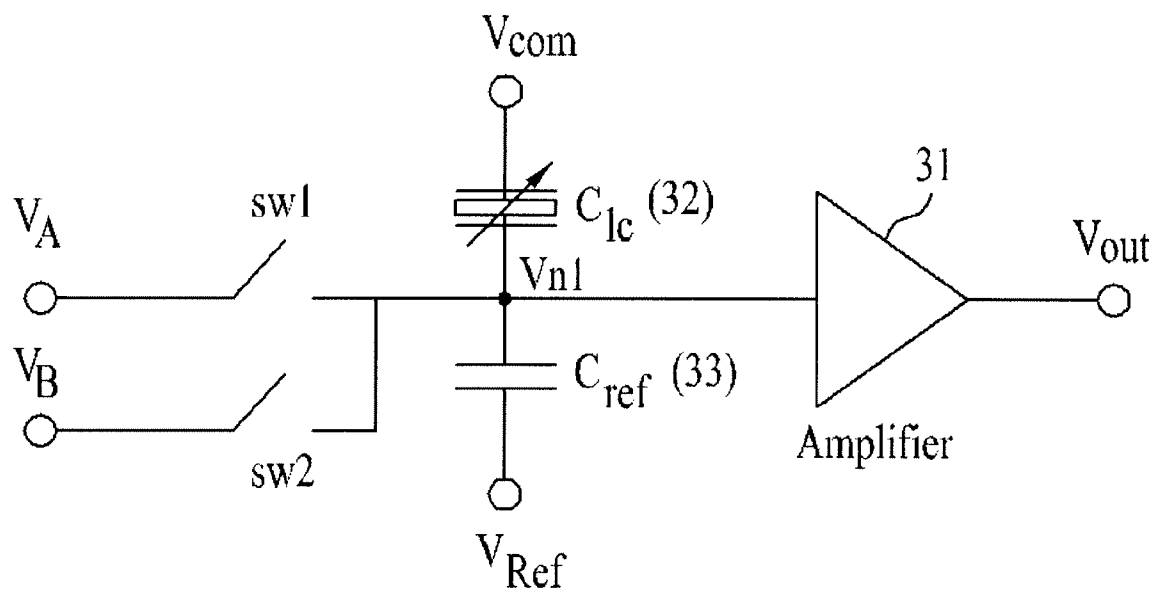 Vcom
31
sw1
Clc (32)
VA
Vout
Vn1
VB
Cref (33)
Amplifier
sw2
VRef